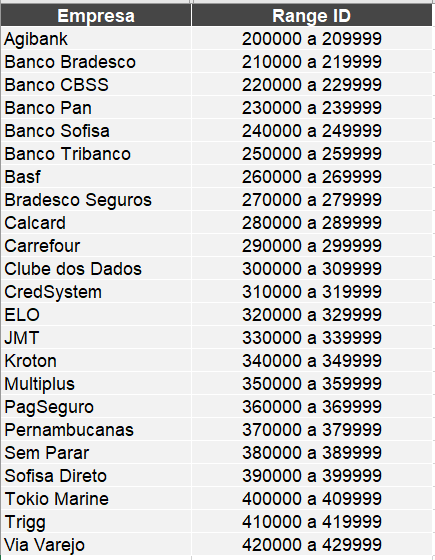 Empresa Range ID
Agibank 200000 a 209999
Banco Bradesco 210000 a 219999
Banco CBSS 220000 a 229999
Banco Pan 230000 a 239999
Banco Sofisa 240000 a 249999
Banco Tribanco 250000 a 259999
Basf 260000 a 269999
Bradesco Seguros 270000 a 279999
Calcard 280000 a 289999
Carrefour 290000 a 299999
Clube dos Dados 300000 a 309999
CredSystem 310000 a 319999
ELO 320000 a 329999
JMT 330000 a 339999
Kroton 340000 a 349999
Multiplus 350000 a 359999
PagSeguro 360000 a 369999
Pernambucanas 370000 a 379999
Sem Parar 380000 a 389999
Sofisa Direto 390000 a 399999
Tokio Marine 400000 a 409999
Trigg 410000 a 419999
Via Varejo 420000 a 429999